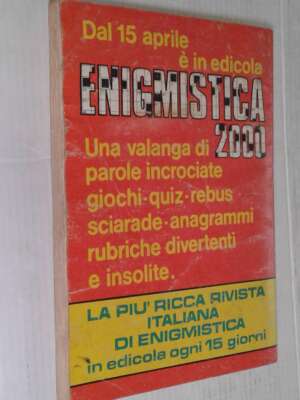 Dal 15 aprile
è in edicola
ENIGMISTICA
2000
Una valanga di
parole incrociate
giochi-quiz-rebus
sciarade-anagrammi
rubriche divertenti
e insolite.
LA PIU' RICCA RIVISTA
ITALIANA
DI ENIGMISTICA
in edicola ogni 15 giorni